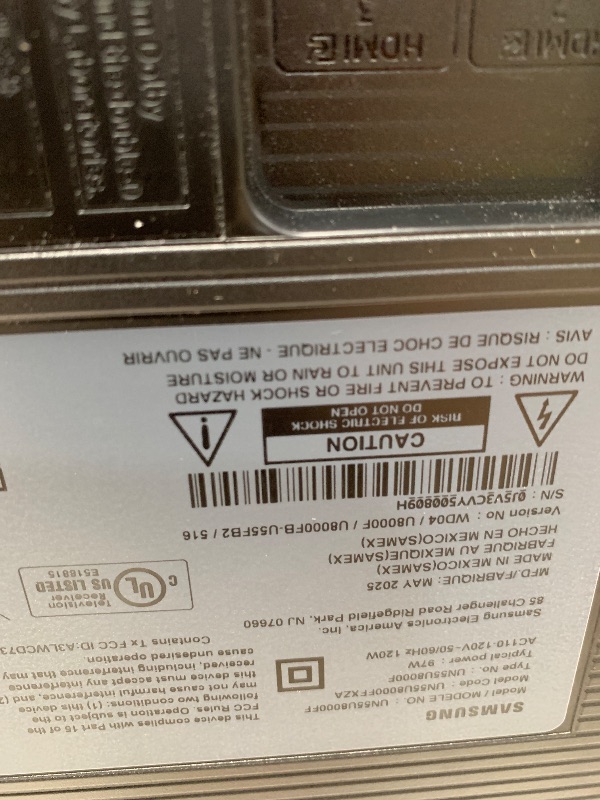 SAMSUNG
Model / MODELE NO. : UN55U8000FF
Model Code : UN55U8000FFXZA
Type No : UN55U8000F
Typical power : 97W
AC110-120V~50/60Hz 120W
Samsung Electronics America, Inc.
85 Challenger Road Ridgefield Park, NJ 07660
MFD./FABRIQUE: MAY 2025
MADE IN MEXICO(SAMEX)
FABRIQUE AU MEXIQUE(SAMEX)
HECHO EN MEXICO(SAMEX)
Version No : WD04 / U8000F / U8000FB-U55FB2 / 516
S/N : 0J5V3CVY500809H
CAUTION
RISK OF ELECTRIC SHOCK
DO NOT OPEN
WARNING : TO PREVENT FIRE OR SHOCK HAZARD
DO NOT EXPOSE THIS UNIT TO RAIN OR MOISTURE
AVIS : RISQUE DE CHOC ELECTRIQUE - NE PAS OUVRIR
This device complies with Part 15 of the
FCC Rules. Operation is subject to the
following two conditions: (1) this device
may not cause harmful interference, and (2)
this device must accept any interference
received, including interference that may
cause undesired operation.
Contains Tx FCC ID:A3LWCD73
C UL US LISTED
Television
Receiver
E518815
HDMI
3
HDMI
Dolby